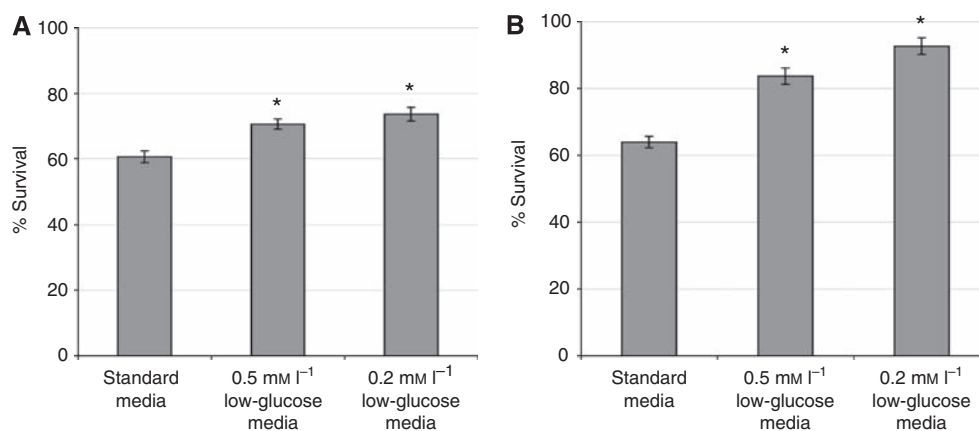 A
% Survival
100
80
60
40
20
0
*
*
Standard
media
0.5 mM l⁻¹
low-glucose
media
0.2 mM l⁻¹
low-glucose
media
B
% Survival
100
80
60
40
20
0
*
*
Standard
media
0.5 mM l⁻¹
low-glucose
media
0.2 mM l⁻¹
low-glucose
media